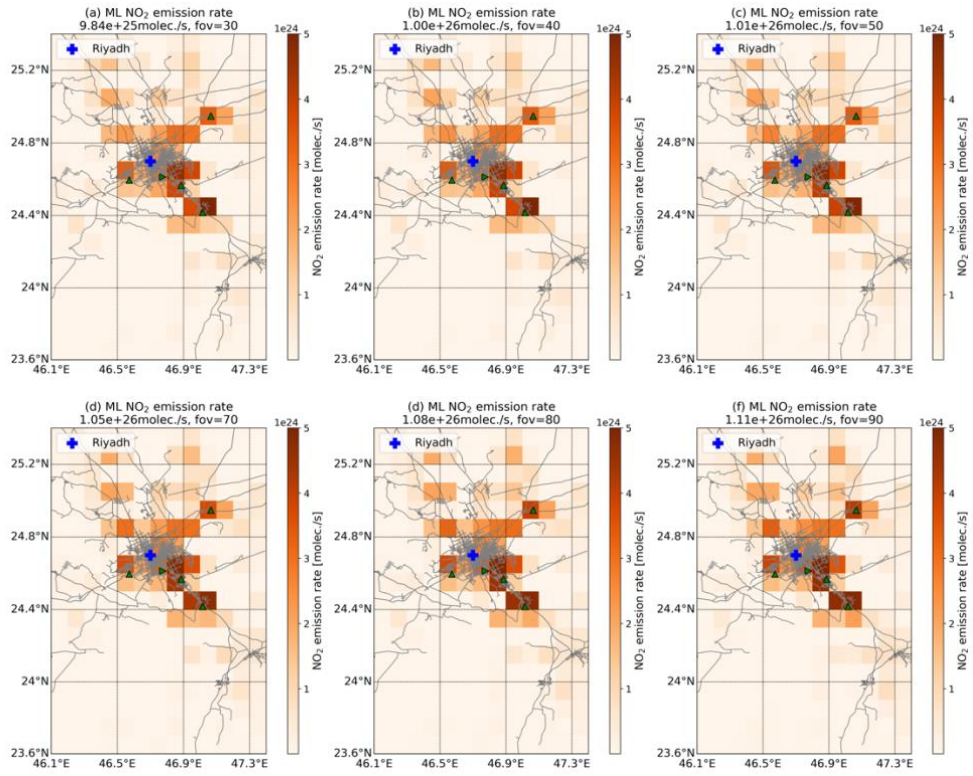 (a) ML NO₂ emission rate
9.84e+25molec./s, fov=30
1e24
Riyadh
25.2°N
24.8°N
24.4°N
24°N
23.6°N
46.1°E 46.5°E 46.9°E 47.3°E
5
4
3
2
1
NO₂ emission rate [molec./s]
(b) ML NO₂ emission rate
1.00e+26molec./s, fov=40
1e24
Riyadh
25.2°N
24.8°N
24.4°N
24°N
23.6°N
46.1°E 46.5°E 46.9°E 47.3°E
5
4
3
2
1
NO₂ emission rate [molec./s]
(c) ML NO₂ emission rate
1.01e+26molec./s, fov=50
1e24
Riyadh
25.2°N
24.8°N
24.4°N
24°N
23.6°N
46.1°E 46.5°E 46.9°E 47.3°E
5
4
3
2
1
NO₂ emission rate [molec./s]
(d) ML NO₂ emission rate
1.05e+26molec./s, fov=70
1e24
Riyadh
25.2°N
24.8°N
24.4°N
24°N
23.6°N
46.1°E 46.5°E 46.9°E 47.3°E
5
4
3
2
1
NO₂ emission rate [molec./s]
(d) ML NO₂ emission rate
1.08e+26molec./s, fov=80
1e24
Riyadh
25.2°N
24.8°N
24.4°N
24°N
23.6°N
46.1°E 46.5°E 46.9°E 47.3°E
5
4
3
2
1
NO₂ emission rate [molec./s]
(f) ML NO₂ emission rate
1.11e+26molec./s, fov=90
1e24
Riyadh
25.2°N
24.8°N
24.4°N
24°N
23.6°N
46.1°E 46.5°E 46.9°E 47.3°E
5
4
3
2
1
NO₂ emission rate [molec./s]